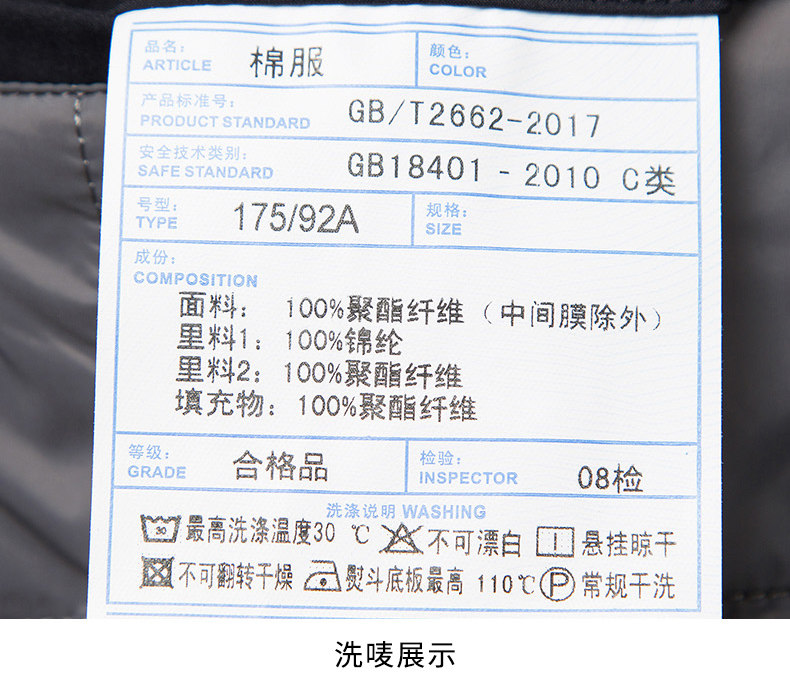 品名: 棉服 颜色:
ARTICLE COLOR
产品标准号: GB/T2662-2017
PRODUCT STANDARD
安全技术类别: GB18401-2010 C类
SAFE STANDARD
号型: 175/92A 规格:
TYPE SIZE
成份:
COMPOSITION
面料: 100%聚酯纤维（中间膜除外）
里料1: 100%锦纶
里料2: 100%聚酯纤维
填充物: 100%聚酯纤维
等级: 合格品 检验: 08检
GRADE INSPECTOR
洗涤说明 WASHING
30 最高洗涤温度30℃ 不可漂白 悬挂晾干
不可翻转干燥 熨斗底板最高 110℃ P 常规干洗
洗唛展示